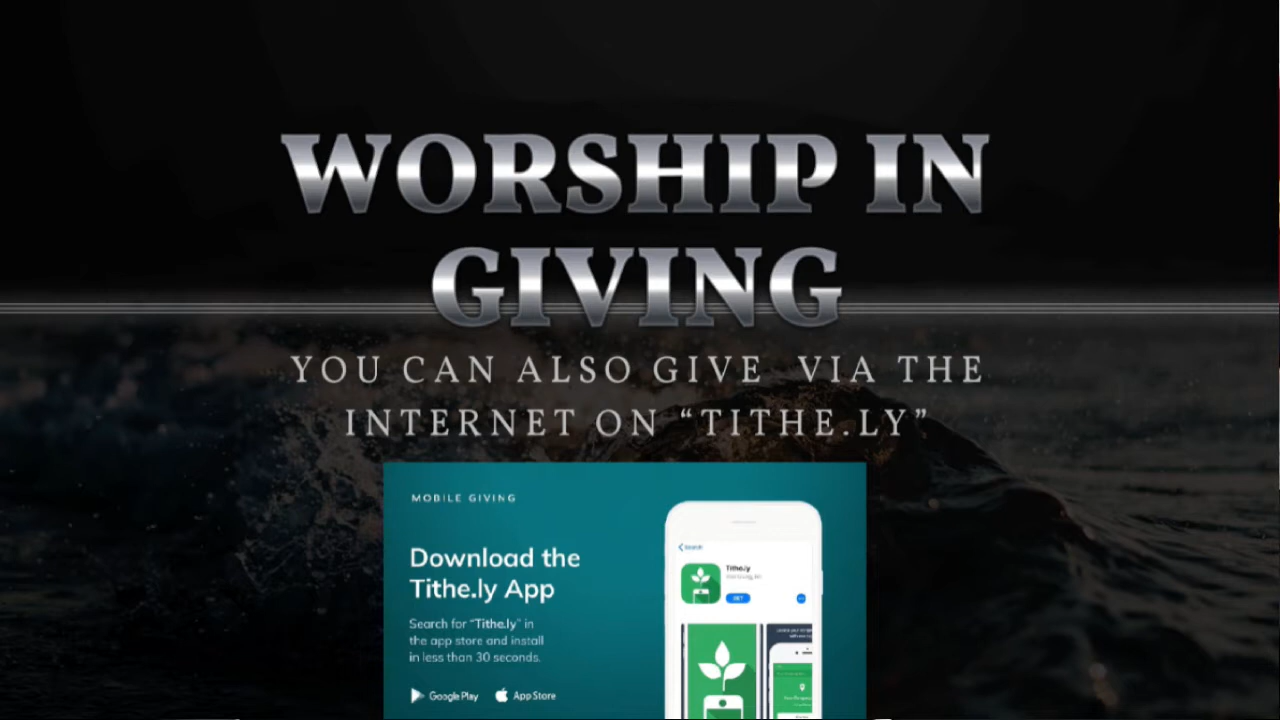 WORSHIP IN
GIVING
YOU CAN ALSO GIVE VIA THE
INTERNET ON “TITHE.LY”
MOBILE GIVING
Download the
Tithe.ly App
Search for “Tithe.ly” in
the app store and install
in less than 30 seconds.
Google Play App Store
Search
Tithe.ly
GET